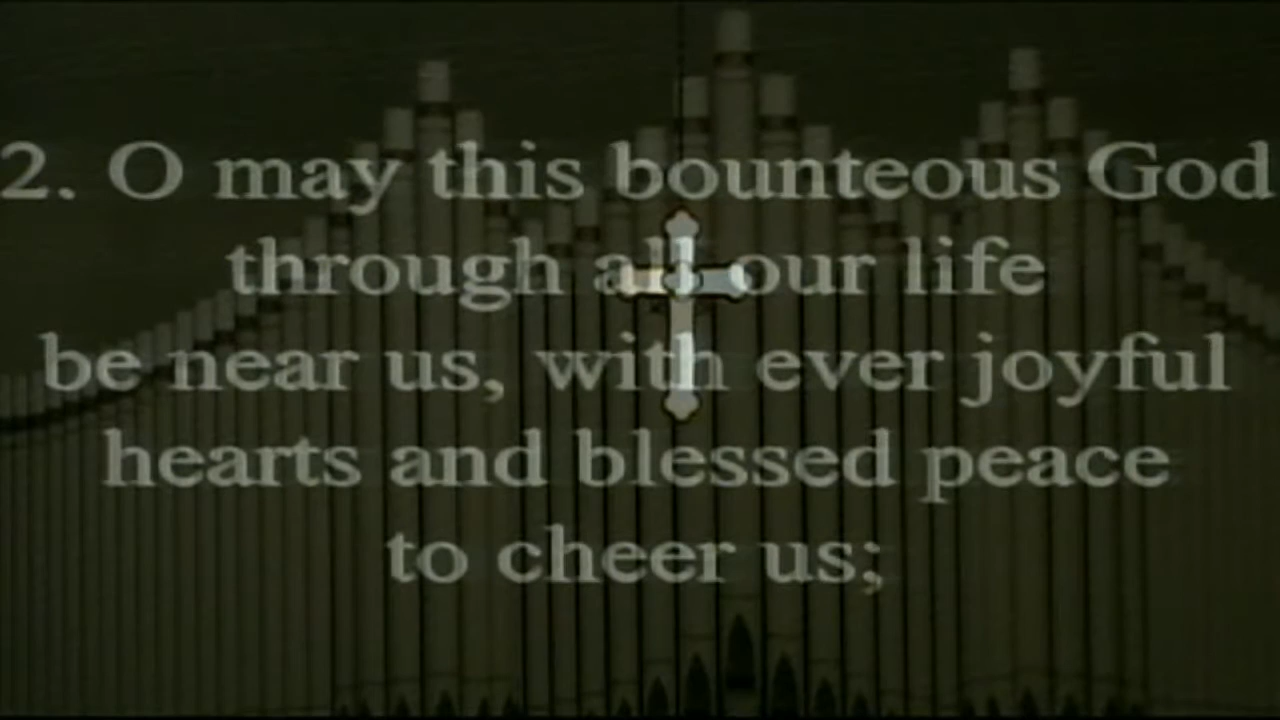 2. O may this bounteous God
through all our life
be near us, with ever joyful
hearts and blessed peace
to cheer us;